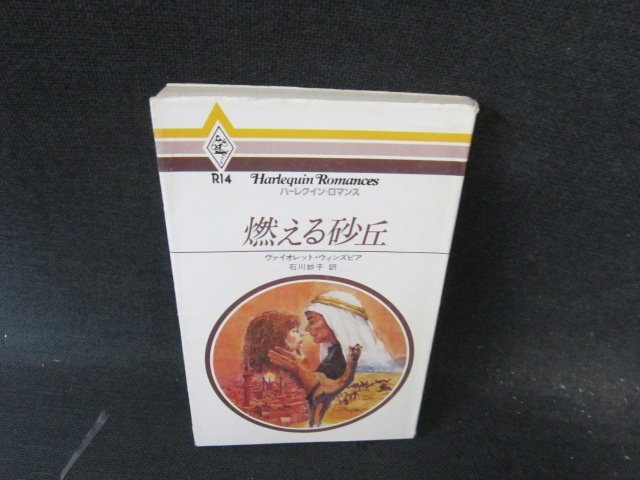 R14
Harlequin Romances
ハーレクイン・ロマンス
燃える砂丘
ヴァイオレット・ウィンズピア
石川妙子 訳